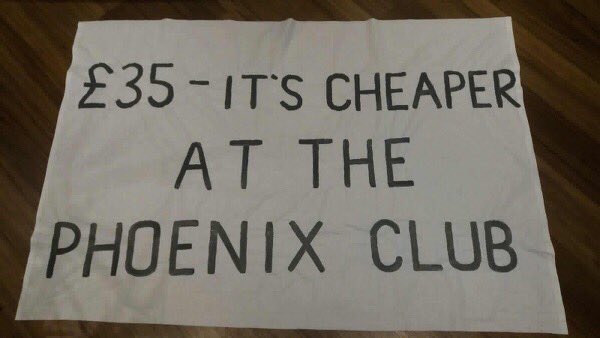 £35 - IT'S CHEAPER
AT THE
PHOENIX CLUB